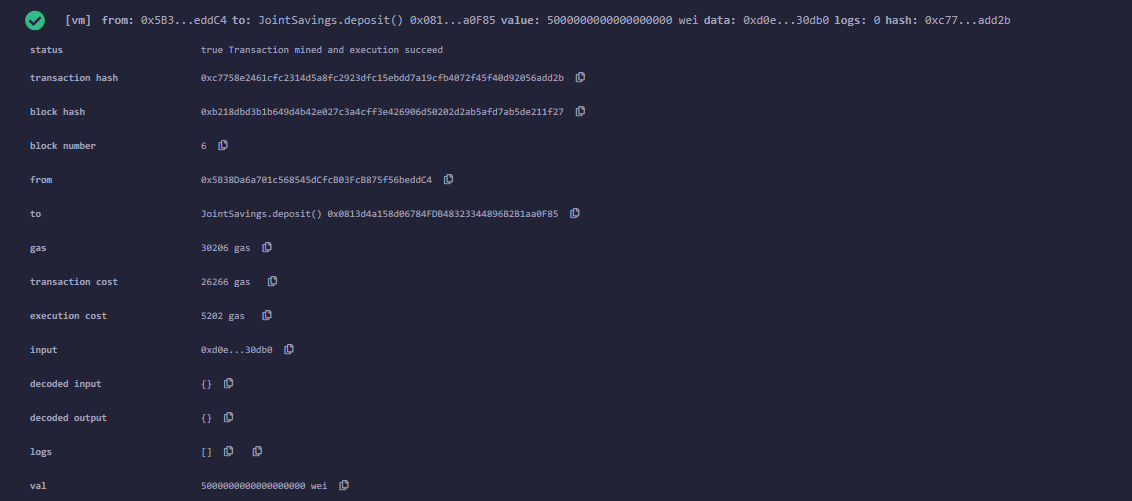 [vm] from: 0x5B3...eddC4 to: JointSavings.deposit() 0x081...a0F85 value: 5000000000000000000 wei data: 0xd0e...30db0 logs: 0 hash: 0xc77...add2b
status true Transaction mined and execution succeed
transaction hash 0xc7758e2461cfc2314d5a8fc2923dfc15ebdd7a19cfb4072f45f40d92056add2b
block hash 0xb218dbd3b1b649d4b42e027c3a4cff3e426906d50202d2ab5afd7ab5de211f27
block number 6
from 0x5B38Da6a701c568545dCfcB03FcB875f56beddC4
to JointSavings.deposit() 0x0813d4a158d06784FDB48323344896B2B1aa0F85
gas 30206 gas
transaction cost 26266 gas
execution cost 5202 gas
input 0xd0e...30db0
decoded input {}
decoded output {}
logs []
val 5000000000000000000 wei